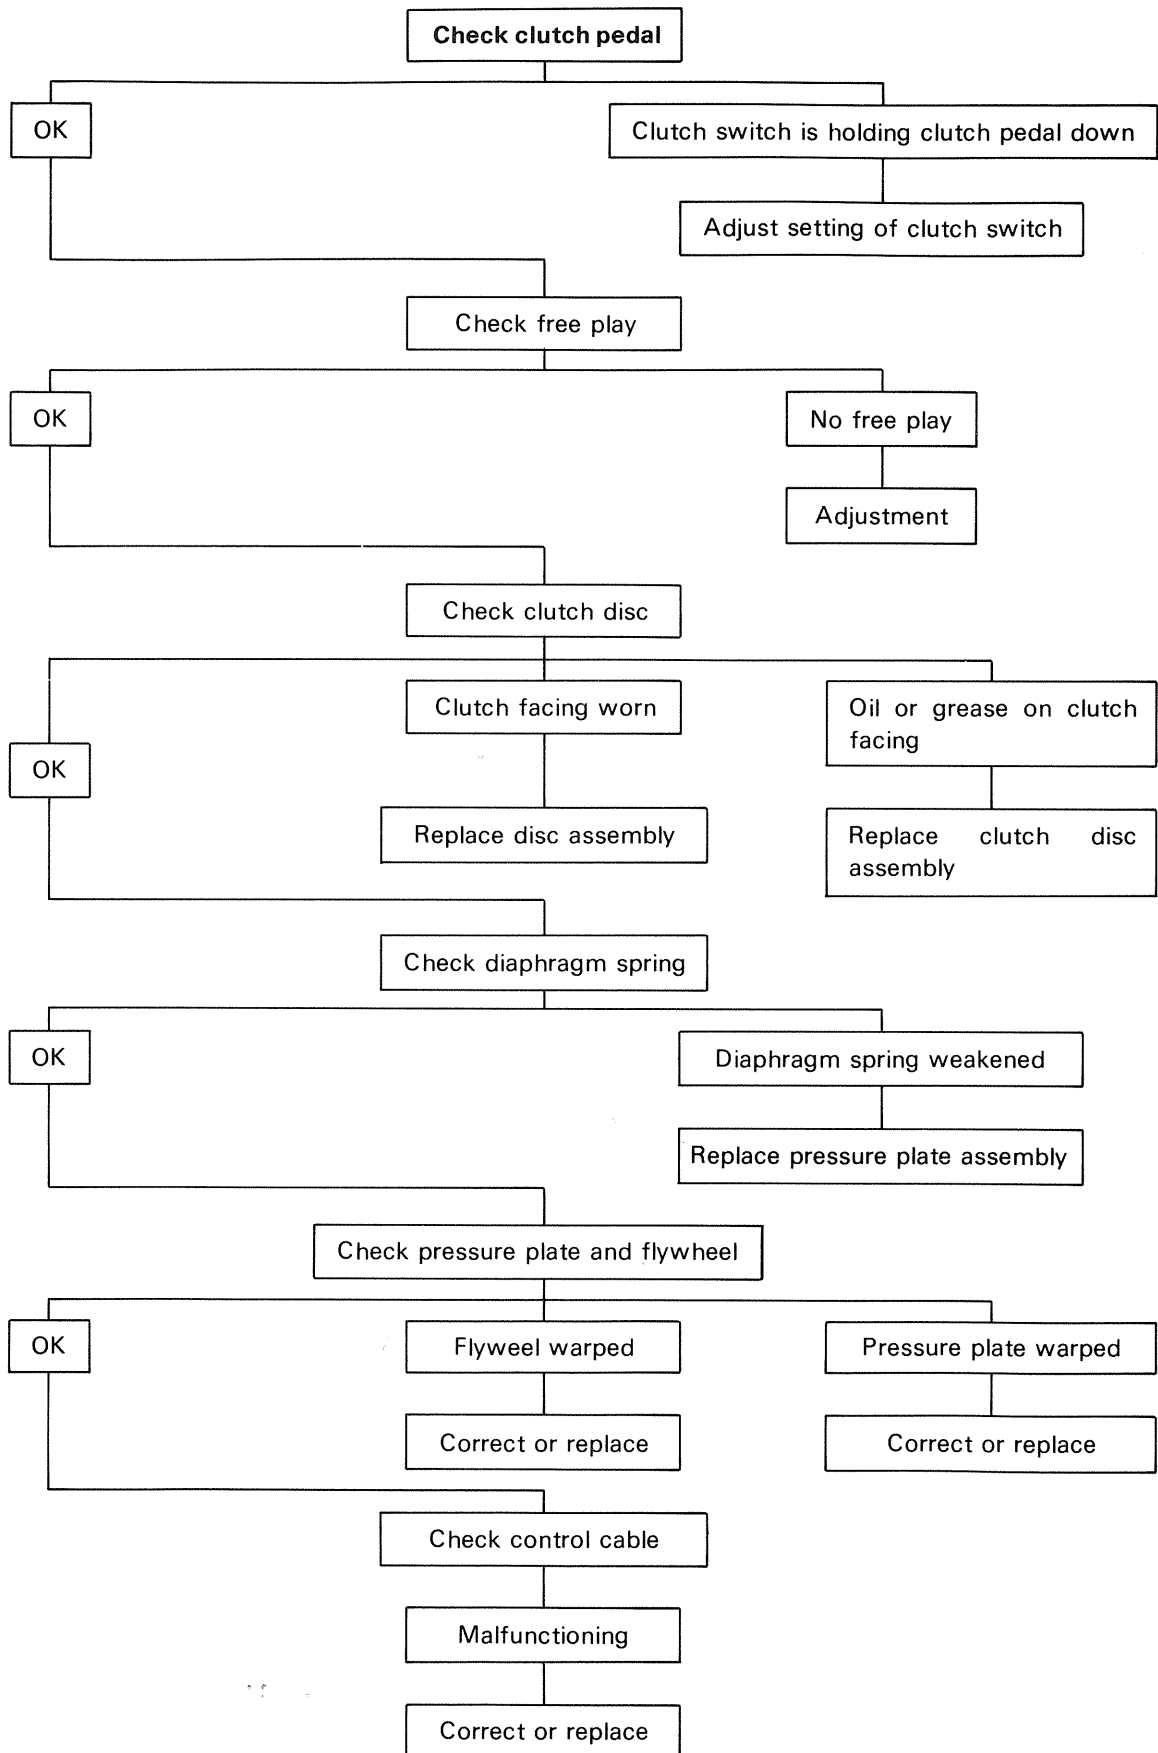 Check clutch pedal
OK
Clutch switch is holding clutch pedal down
Adjust setting of clutch switch
Check free play
OK
No free play
Adjustment
Check clutch disc
Clutch facing worn
Oil or grease on clutch
facing
OK
Replace disc assembly
Replace clutch disc
assembly
Check diaphragm spring
OK
Diaphragm spring weakened
Replace pressure plate assembly
Check pressure plate and flywheel
OK
Flyweel warped
Pressure plate warped
Correct or replace
Correct or replace
Check control cable
Malfunctioning
Correct or replace